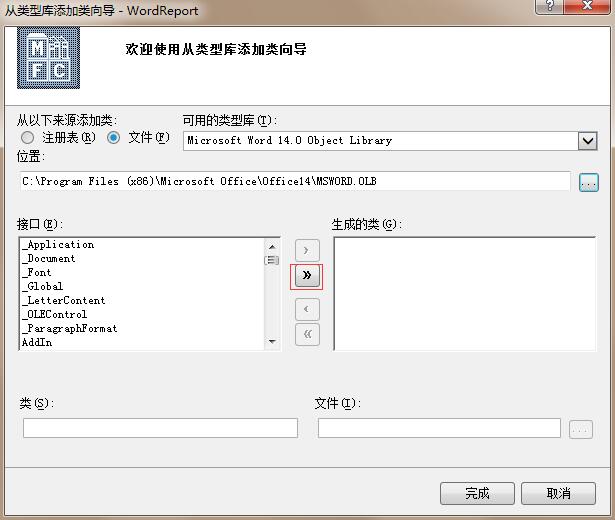 从类型库添加类向导 - WordReport
MFC
欢迎使用从类型库添加类向导
从以下来源添加类:
可用的类型库(T):
注册表(R) 文件(F)
Microsoft Word 14.0 Object Library
位置:
C:\Program Files (x86)\Microsoft Office\Office14\MSWORD.OLB
...
接口(E):
生成的类(G):
_Application
_Document
_Font
_Global
_LetterContent
_OLEControl
_ParagraphFormat
AddIn
>
»
<
«
类(S):
文件(I):
...
完成
取消